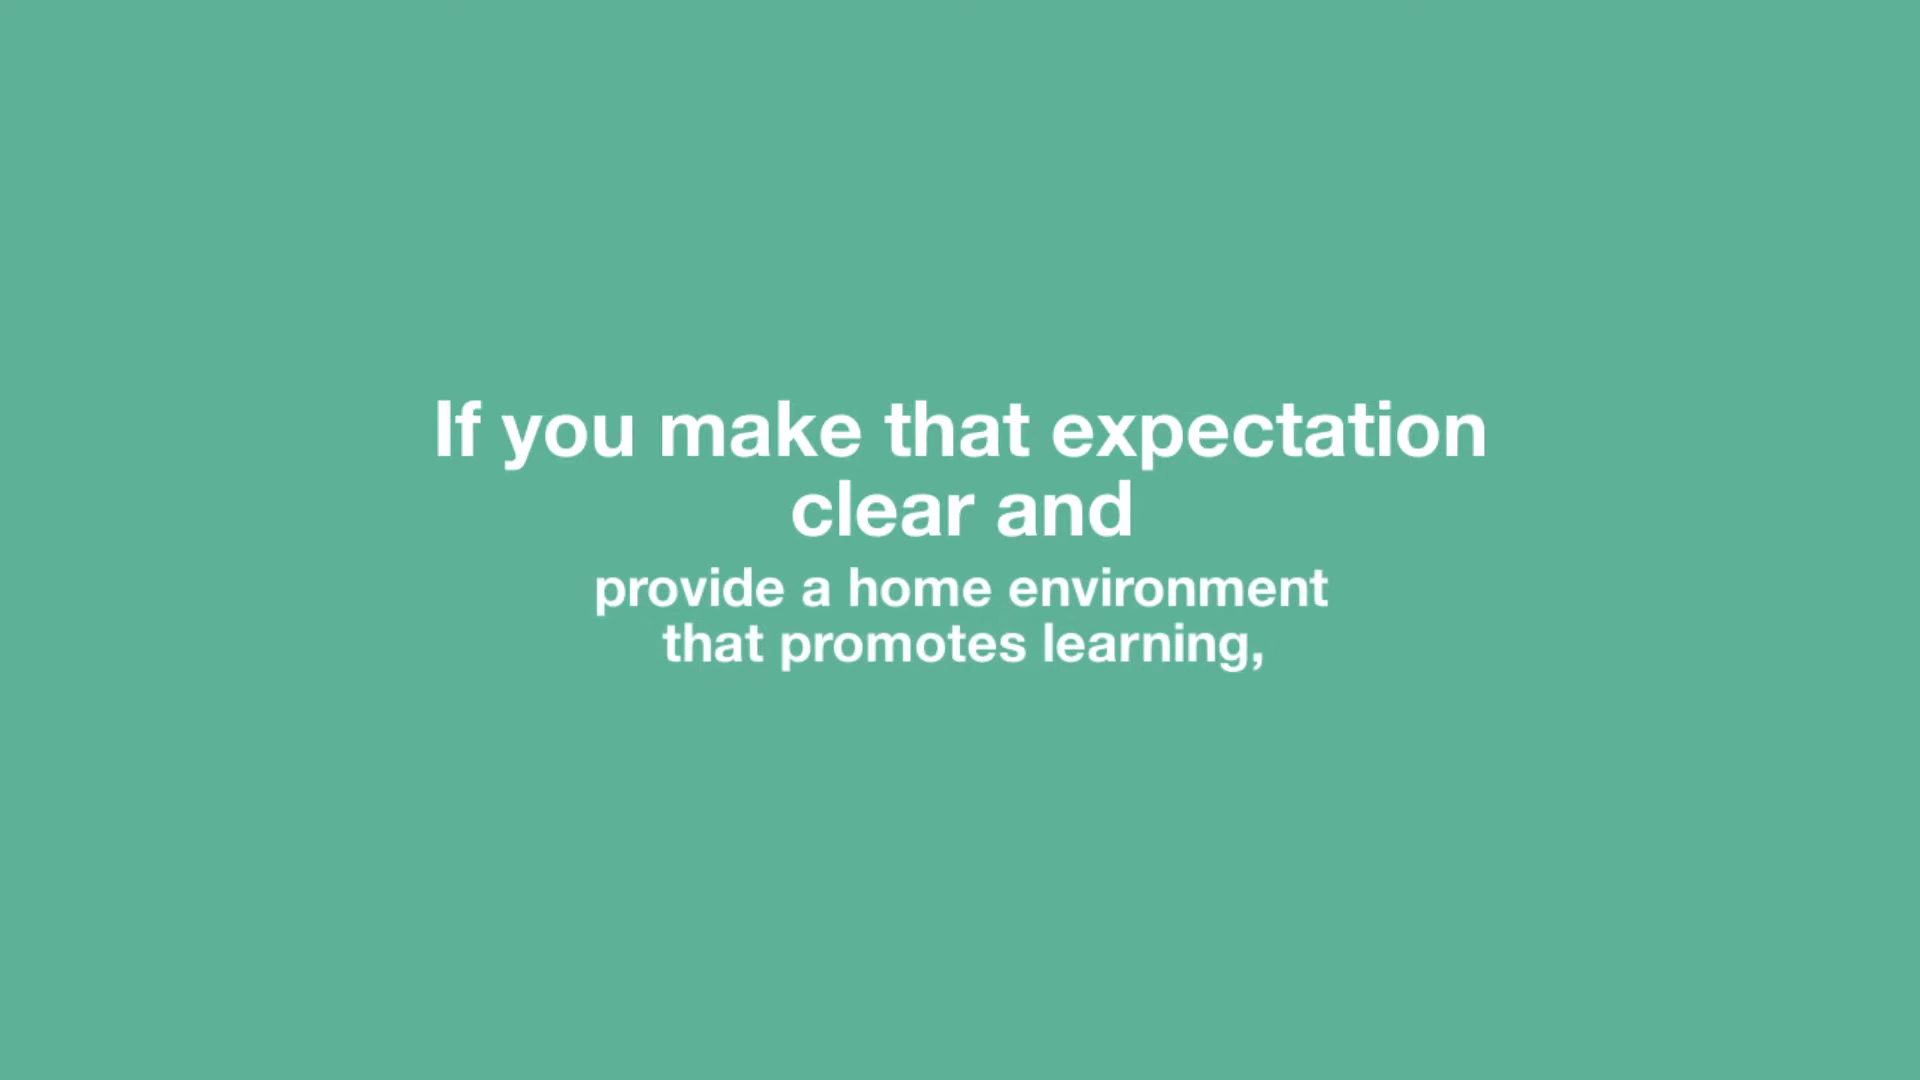 If you make that expectation
clear and
provide a home environment
that promotes learning,